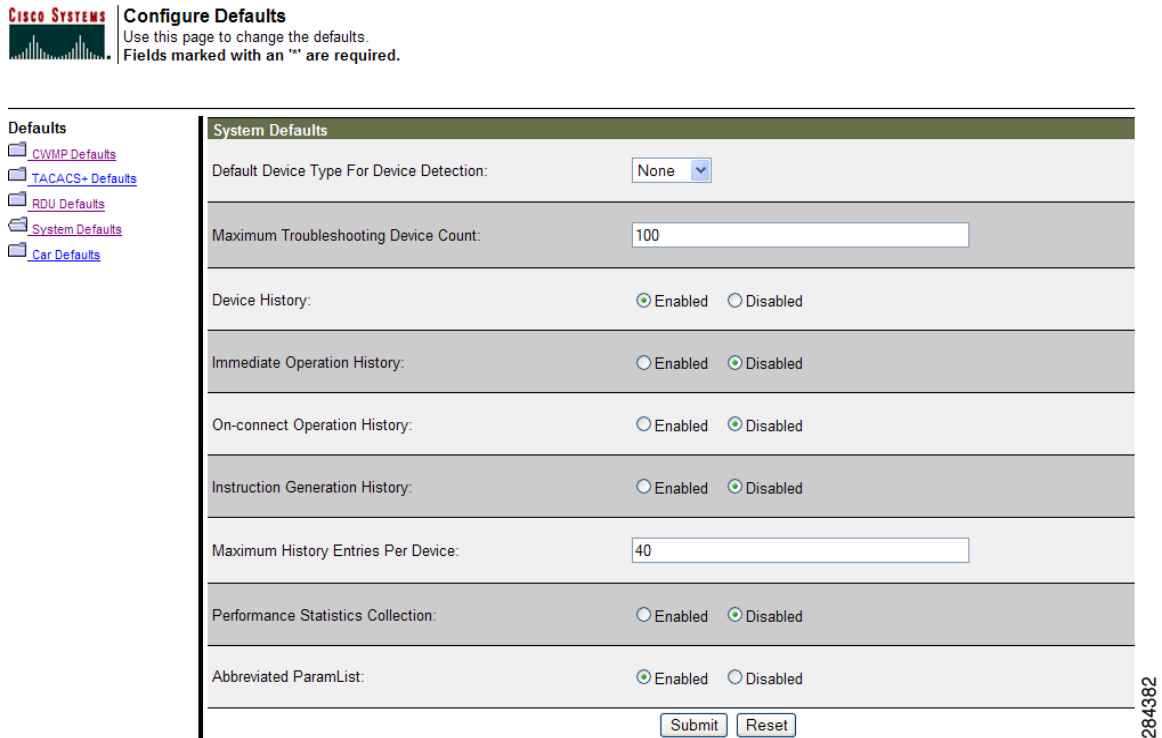 CISCO SYSTEMS
Configure Defaults
Use this page to change the defaults.
Fields marked with an '*' are required.
Defaults
CWMP Defaults
TACACS+ Defaults
RDU Defaults
System Defaults
Car Defaults
System Defaults
Default Device Type For Device Detection: None
Maximum Troubleshooting Device Count: 100
Device History: Enabled Disabled
Immediate Operation History: Enabled Disabled
On-connect Operation History: Enabled Disabled
Instruction Generation History: Enabled Disabled
Maximum History Entries Per Device: 40
Performance Statistics Collection: Enabled Disabled
Abbreviated ParamList: Enabled Disabled
Submit Reset
284382